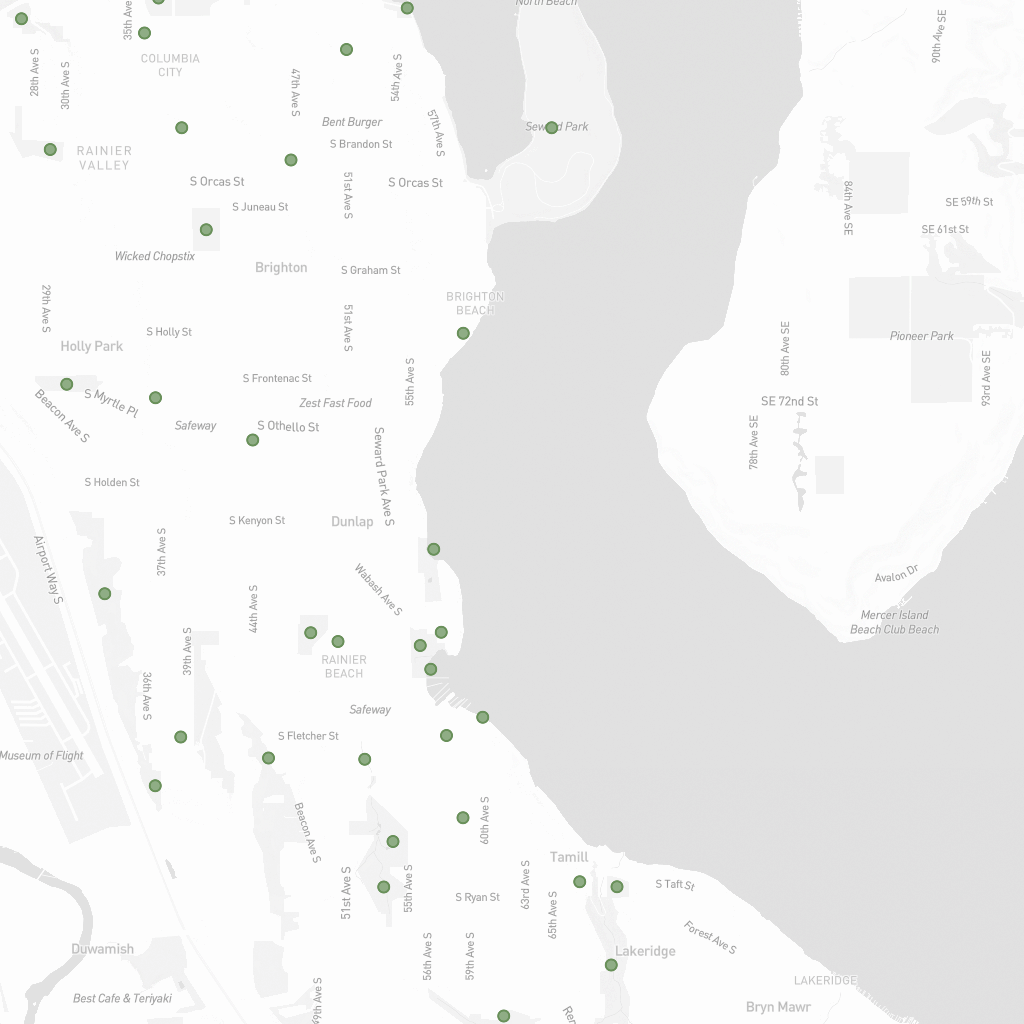 North Beach
35th Ave
90th Ave SE
COLUMBIA
CITY
28th Ave S
30th Ave S
47th Ave S
54th Ave S
57th Ave S
Bent Burger
S Brandon St
Seward Park
RAINIER
VALLEY
S Orcas St
S Orcas St
51st Ave S
84th Ave SE
S Juneau St
SE 59th St
SE 61st St
Wicked Chopstix
Brighton
S Graham St
BRIGHTON
BEACH
29th Ave S
51st Ave S
S Holly St
Holly Park
Pioneer Park
80th Ave SE
93rd Ave SE
S Frontenac St
55th Ave S
S Myrtle Pl
Beacon Ave S
Zest Fast Food
SE 72nd St
Safeway
S Othello St
78th Ave SE
Seward Park Ave S
S Holden St
S Kenyon St
Dunlap
37th Ave S
Airport Way S
Wabash Ave S
Avalon Dr
44th Ave S
Mercer Island
Beach Club Beach
39th Ave S
RAINIER
BEACH
36th Ave S
Safeway
S Fletcher St
Museum of Flight
Beacon Ave S
60th Ave S
Tamill
51st Ave S
55th Ave S
63rd Ave S
S Taft St
S Ryan St
65th Ave S
Forest Ave S
Duwamish
56th Ave S
59th Ave S
Lakeridge
LAKERIDGE
Best Cafe & Teriyaki
Bryn Mawr